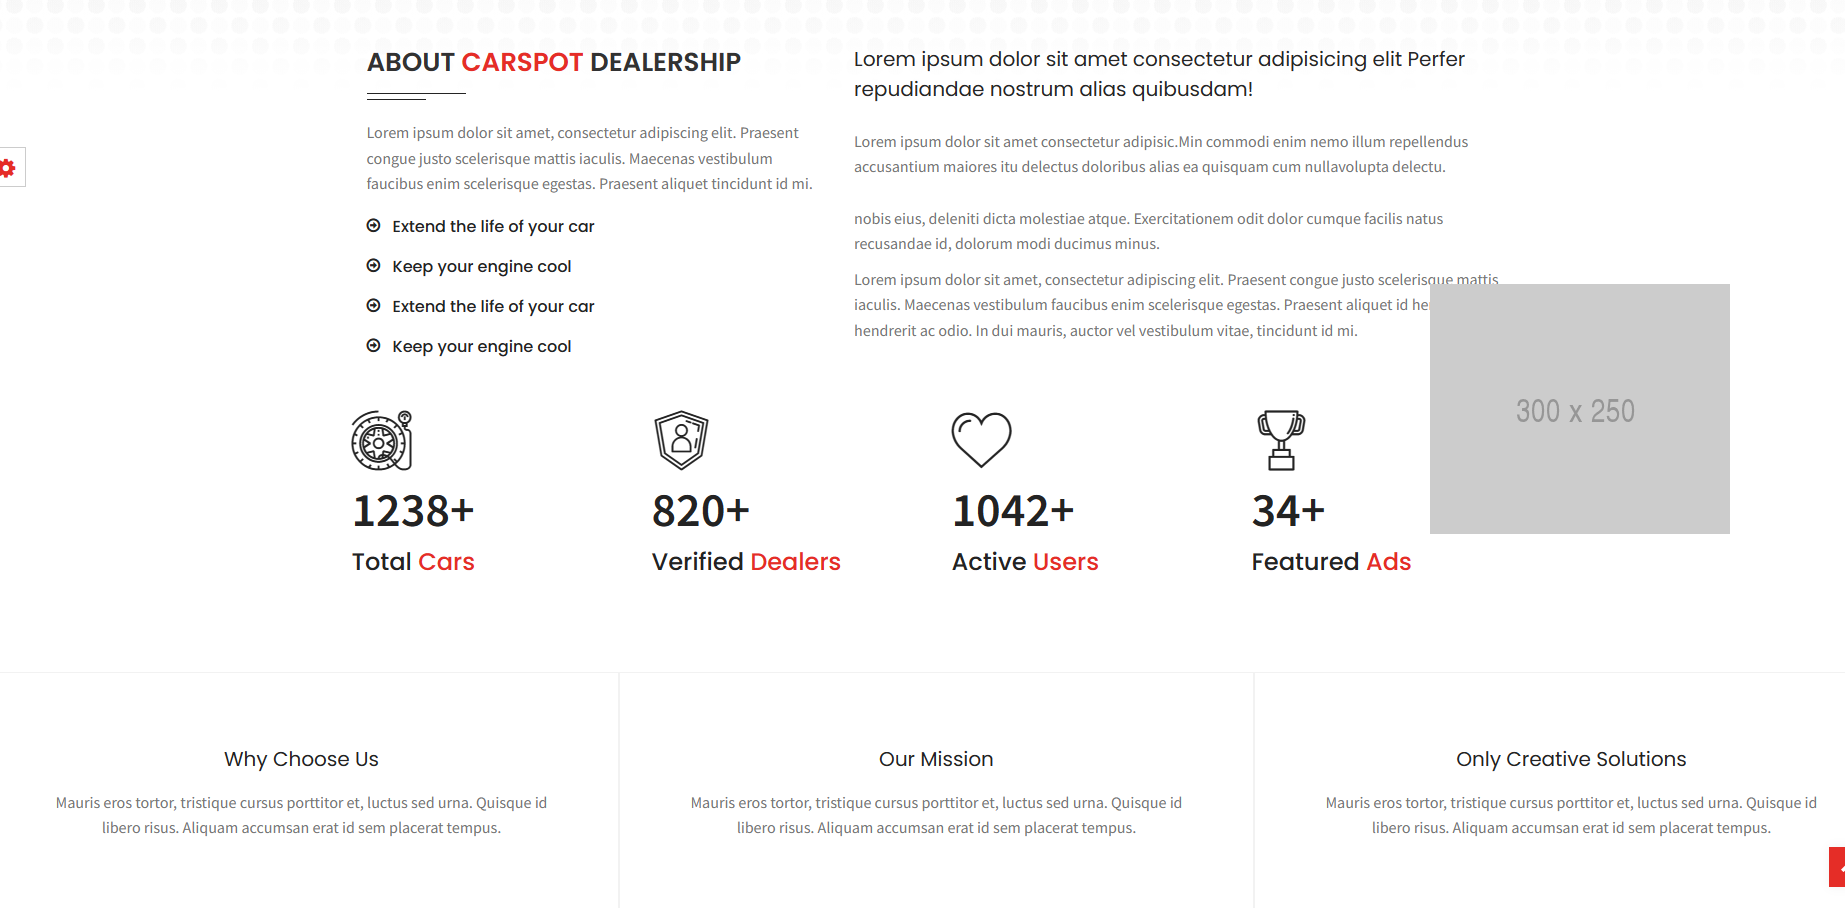 ABOUT CARSPOT DEALERSHIP
Lorem ipsum dolor sit amet, consectetur adipiscing elit. Praesent
congue justo scelerisque mattis iaculis. Maecenas vestibulum
faucibus enim scelerisque egestas. Praesent aliquet tincidunt id mi.
Extend the life of your car
Keep your engine cool
Extend the life of your car
Keep your engine cool
Lorem ipsum dolor sit amet consectetur adipisicing elit Perfer
repudiandae nostrum alias quibusdam!
Lorem ipsum dolor sit amet consectetur adipisic.Min commodi enim nemo illum repellendus
accusantium maiores itu delectus doloribus alias ea quisquam cum nullavolupta delectu.
nobis eius, deleniti dicta molestiae atque. Exercitationem odit dolor cumque facilis natus
recusandae id, dolorum modi ducimus minus.
Lorem ipsum dolor sit amet, consectetur adipiscing elit. Praesent congue justo scelerisque mattis
iaculis. Maecenas vestibulum faucibus enim scelerisque egestas. Praesent aliquet id
hendrerit ac odio. In dui mauris, auctor vel vestibulum vitae, tincidunt id mi.
300 x 250
1238+
Total Cars
820+
Verified Dealers
1042+
Active Users
34+
Featured Ads
Why Choose Us
Mauris eros tortor, tristique cursus porttitor et, luctus sed urna. Quisque id
libero risus. Aliquam accumsan erat id sem placerat tempus.
Our Mission
Mauris eros tortor, tristique cursus porttitor et, luctus sed urna. Quisque id
libero risus. Aliquam accumsan erat id sem placerat tempus.
Only Creative Solutions
Mauris eros tortor, tristique cursus porttitor et, luctus sed urna. Quisque id
libero risus. Aliquam accumsan erat id sem placerat tempus.